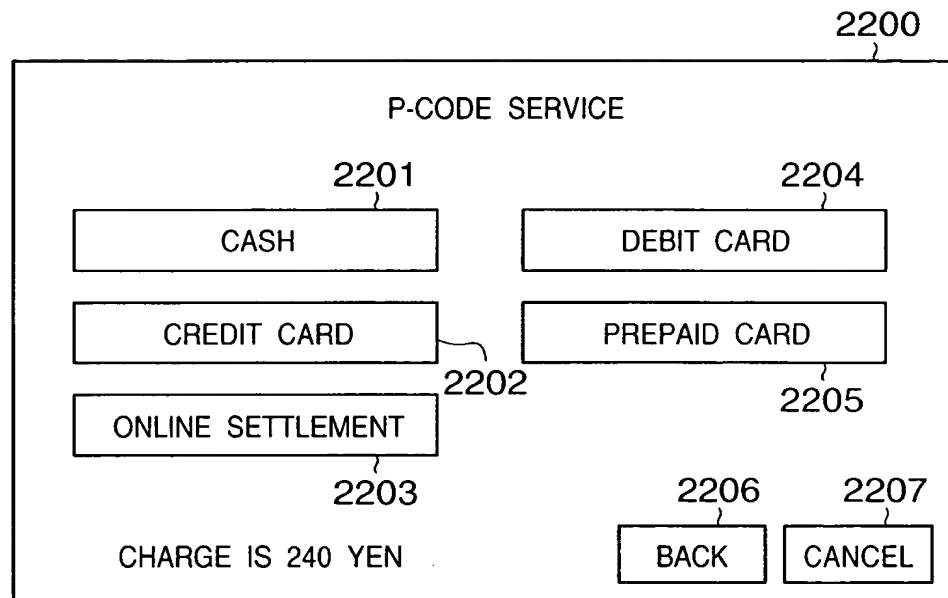 2200
P-CODE SERVICE
2201
2204
CASH
DEBIT CARD
CREDIT CARD
PREPAID CARD
2202
2205
ONLINE SETTLEMENT
2203
2206
2207
CHARGE IS 240 YEN
BACK
CANCEL